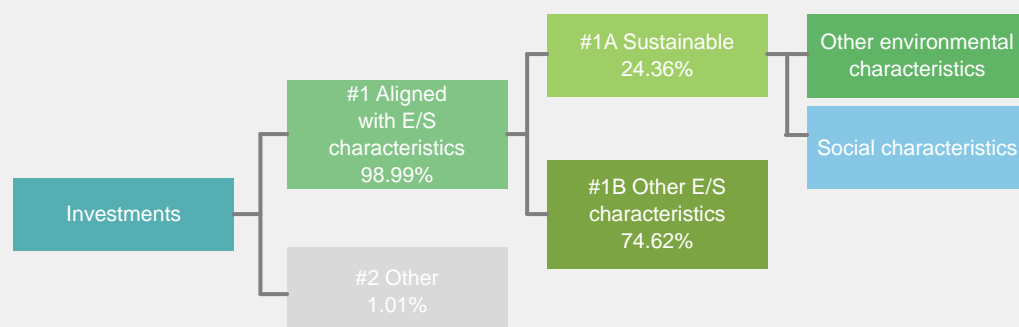 Investments
#1 Aligned
with E/S
characteristics
98.99%
#2 Other
1.01%
#1A Sustainable
24.36%
#1B Other E/S
characteristics
74.62%
Other environmental
characteristics
Social characteristics